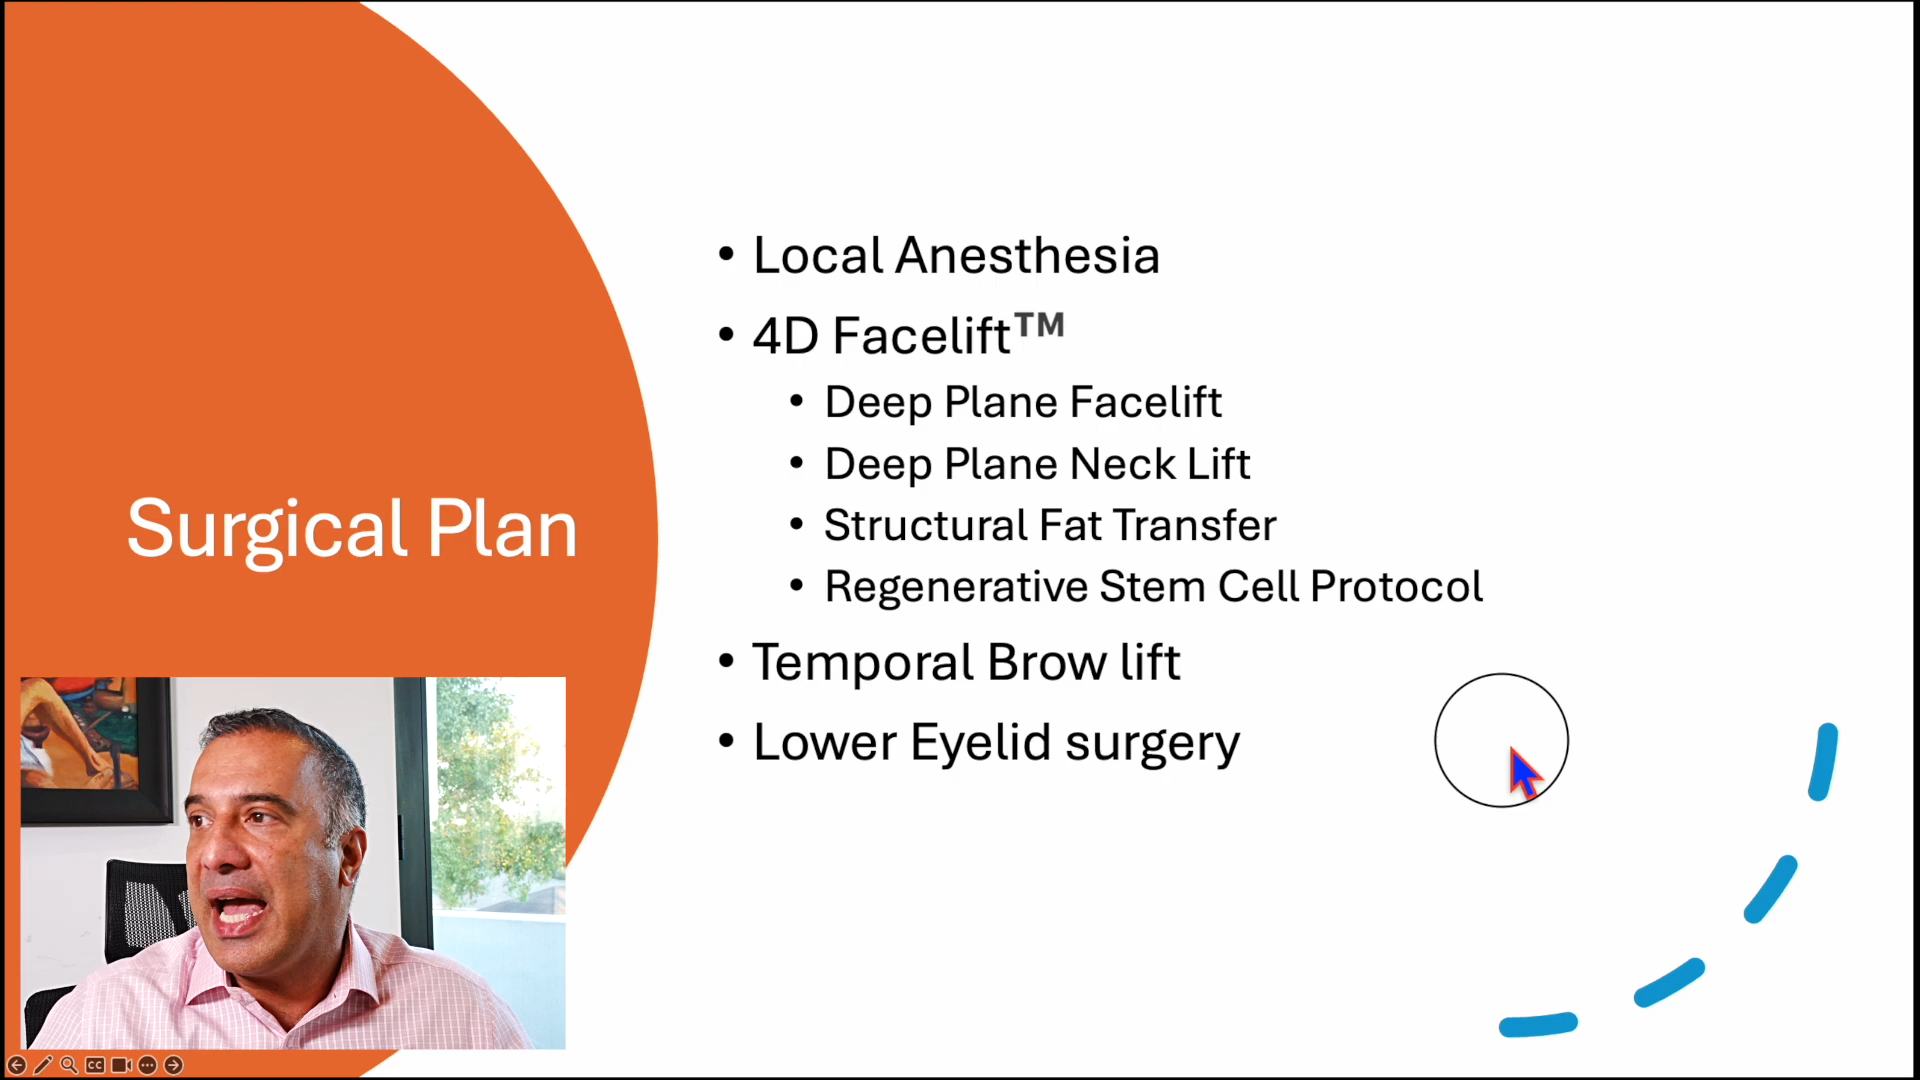 Surgical Plan
• Local Anesthesia
• 4D Facelift™
• Deep Plane Facelift
• Deep Plane Neck Lift
• Structural Fat Transfer
• Regenerative Stem Cell Protocol
• Temporal Brow lift
• Lower Eyelid surgery
CC